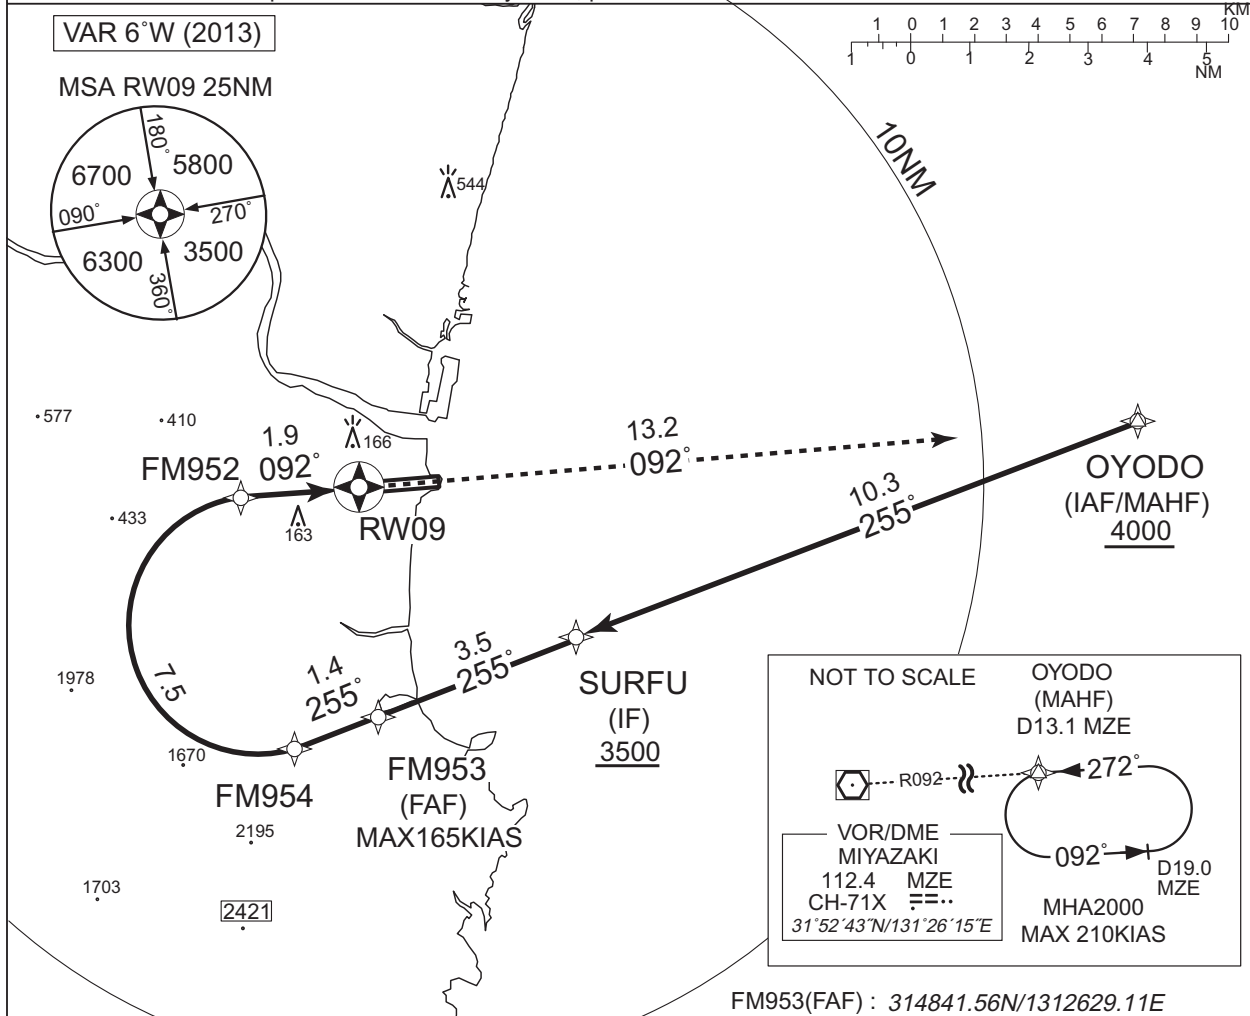 VAR 6°W (2013)
MSA RW09 25NM
180°
6700
5800
090°
270°
6300
3500
360°
1 0 1 2 3 4 5 6 7 8 9 10
KM
1 0 1 2 3 4 5
NM
10NM
544
577
410
166
1.9
092°
FM952
13.2
092°
OYODO
(IAF/MAHF)
4000
10.3
255°
433
163
RW09
1978
7.5
1670
1.4
255°
3.5
255°
SURFU
(IF)
3500
FM954
FM953
(FAF)
MAX165KIAS
2195
1703
2421
NOT TO SCALE
OYODO
(MAHF)
D13.1 MZE
R092
272°
092°
D19.0
MZE
VOR/DME
MIYAZAKI
112.4 MZE
CH-71X
31°52´43˝N/131°26´15˝E
MHA2000
MAX 210KIAS
FM953(FAF) : 314841.56N/1312629.11E